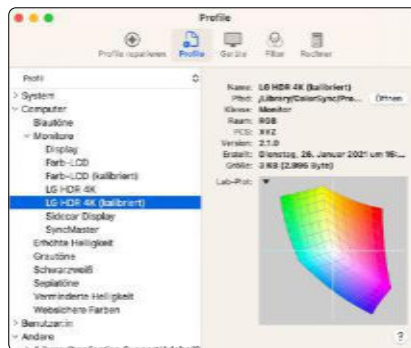 Profile
Profile reparieren Profile Geräte Filter Rechner
Profil
System
Computer
Blautöne
Monitore
Display
Farb-LCD
Farb-LCD (kalibriert)
LG HDR 4K
LG HDR 4K (kalibriert)
Sidecar Display
SyncMaster
Erhöhte Helligkeit
Grautöne
Schwarzweiß
Sepiatöne
Verminderte Helligkeit
Websichere Farben
Benutzer:in
Andere
Name: LG HDR 4K (kalibriert)
Pfad: /Library/ColorSync/Pro... Öffnen
Klasse: Monitor
Raum: RGB
PCS: XYZ
Version: 2.1.0
Erstellt: Dienstag, 26. Januar 2021 um 16:...
Größe: 3 KB (2.996 Byte)
Lab-Plot:
?